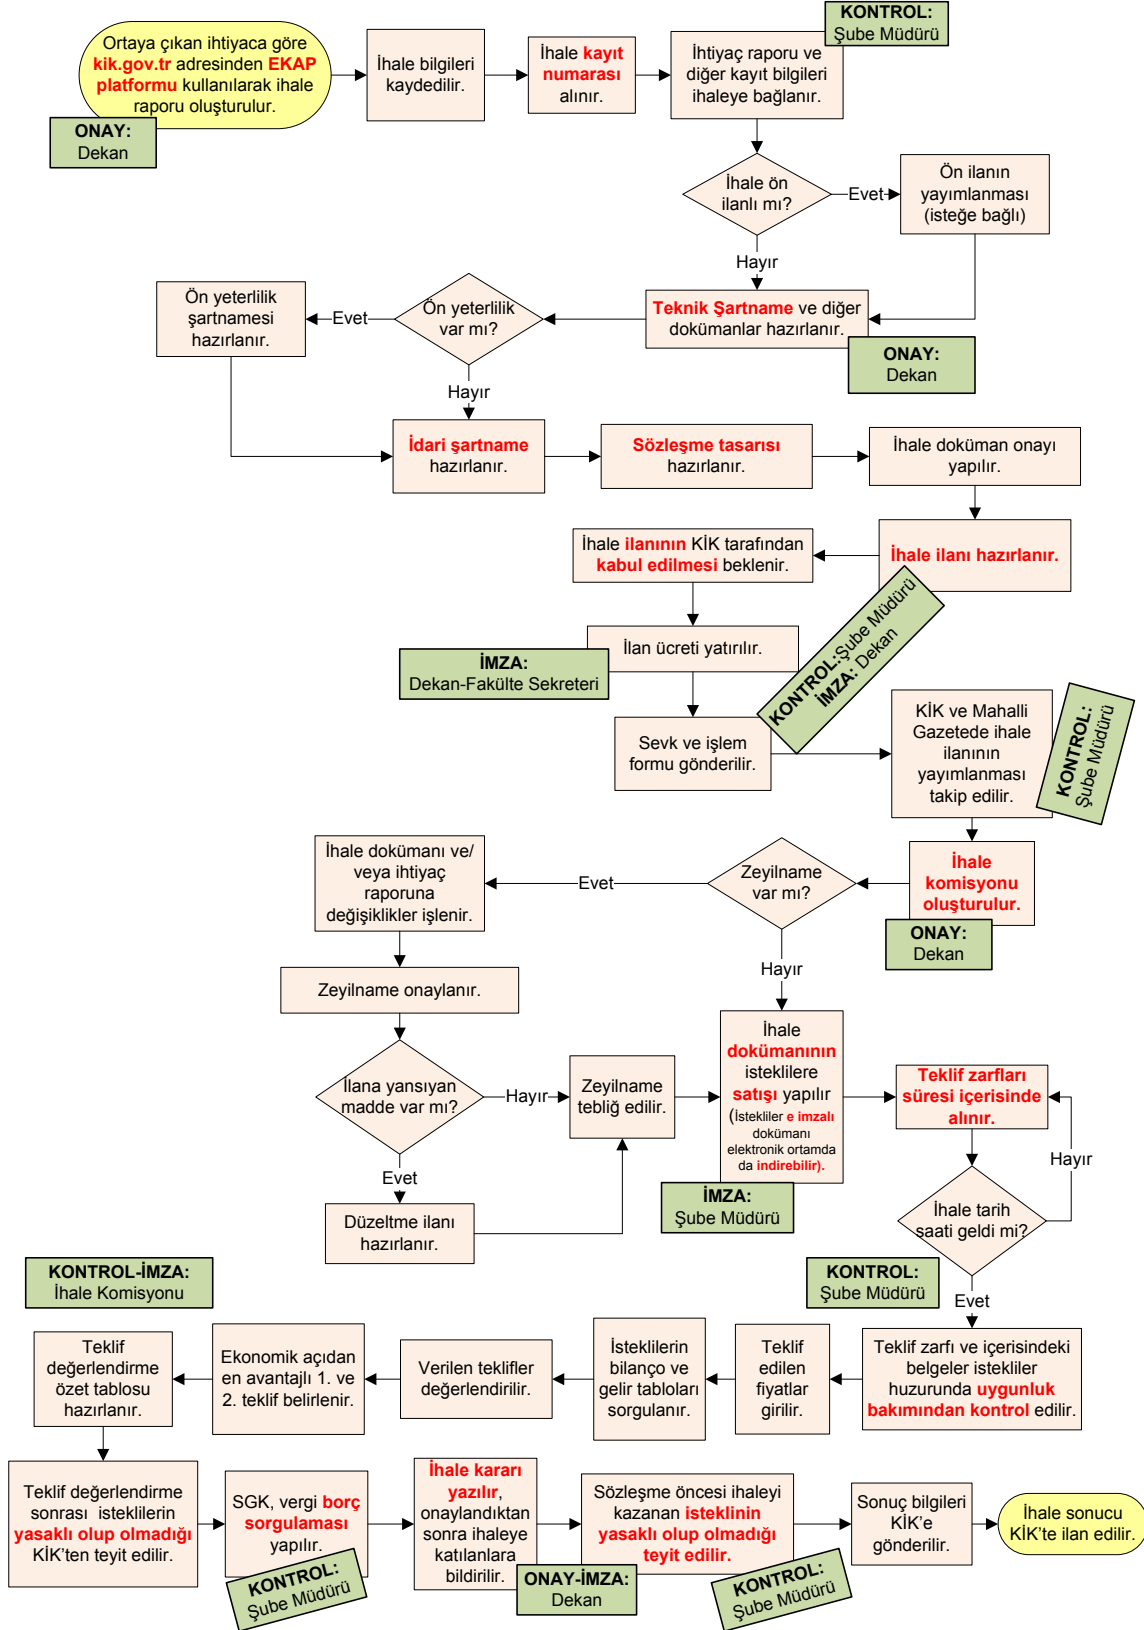 Ortaya çıkan ihtiyaca göre
kik.gov.tr adresinden EKAP
platformu kullanılarak ihale
raporu oluşturulur.
ONAY:
Dekan
İhale bilgileri
kaydedilir.
İhale kayıt
numarası
alınır.
KONTROL:
Şube Müdürü
İhtiyaç raporu ve
diğer kayıt bilgileri
ihaleye bağlanır.
İhale ön
ilanlı mı?
Evet
Ön ilanın
yayımlanması
(isteğe bağlı)
Hayır
Teknik Şartname ve diğer
dokümanlar hazırlanır.
ONAY:
Dekan
Ön yeterlilik
var mı?
Evet
Ön yeterlilik
şartnamesi
hazırlanır.
Hayır
İdari şartname
hazırlanır.
Sözleşme tasarısı
hazırlanır.
İhale doküman onayı
yapılır.
İhale ilanı hazırlanır.
KONTROL:Şube Müdürü
İMZA: Dekan
İhale ilanının KİK tarafından
kabul edilmesi beklenir.
İlan ücreti yatırılır.
İMZA:
Dekan-Fakülte Sekreteri
Sevk ve işlem
formu gönderilir.
KİK ve Mahalli
Gazetede ihale
ilanının
yayımlanması
takip edilir.
KONTROL:
Şube Müdürü
İhale
komisyonu
oluşturulur.
ONAY:
Dekan
Zeyilname
var mı?
Evet
İhale dokümanı ve/
veya ihtiyaç
raporuna
değişiklikler işlenir.
Zeyilname onaylanır.
İlana yansıyan
madde var mı?
Hayır
Zeyilname
tebliğ edilir.
Evet
Düzeltme ilanı
hazırlanır.
Hayır
İhale
dokümanının
isteklilere
satışı yapılır
(İstekliler e imzalı
dokümanı
elektronik ortamda
da indirebilir).
İMZA:
Şube Müdürü
Teklif zarfları
süresi içerisinde
alınır.
Hayır
İhale tarih
saati geldi mi?
KONTROL:
Şube Müdürü
Evet
Teklif zarfı ve içerisindeki
belgeler istekliler
huzurunda uygunluk
bakımından kontrol edilir.
Teklif
edilen
fiyatlar
girilir.
İsteklilerin
bilanço ve
gelir tabloları
sorgulanır.
Verilen teklifler
değerlendirilir.
Ekonomik açıdan
en avantajlı 1. ve
2. teklif belirlenir.
KONTROL-İMZA:
İhale Komisyonu
Teklif
değerlendirme
özet tablosu
hazırlanır.
Teklif değerlendirme
sonrası isteklilerin
yasaklı olup olmadığı
KİK'ten teyit edilir.
SGK, vergi borç
sorgulaması
yapılır.
KONTROL:
Şube Müdürü
İhale kararı
yazılır,
onaylandıktan
sonra ihaleye
katılanlara
bildirilir.
ONAY-İMZA:
Dekan
Sözleşme öncesi ihaleyi
kazanan isteklinin
yasaklı olup olmadığı
teyit edilir.
KONTROL:
Şube Müdürü
Sonuç bilgileri
KİK'e
gönderilir.
İhale sonucu
KİK'te ilan edilir.